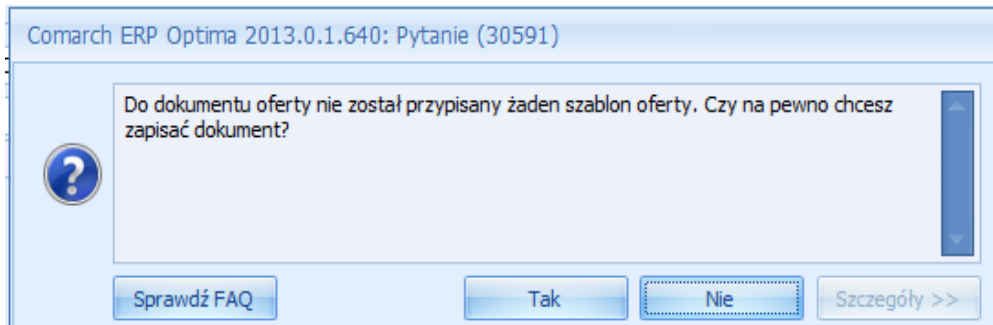 Comarch ERP Optima 2013.0.1.640: Pytanie (30591)
Do dokumentu oferty nie został przypisany żaden szablon oferty. Czy na pewno chcesz
zapisać dokument?
Sprawdź FAQ
Tak
Nie
Szczegóły >>